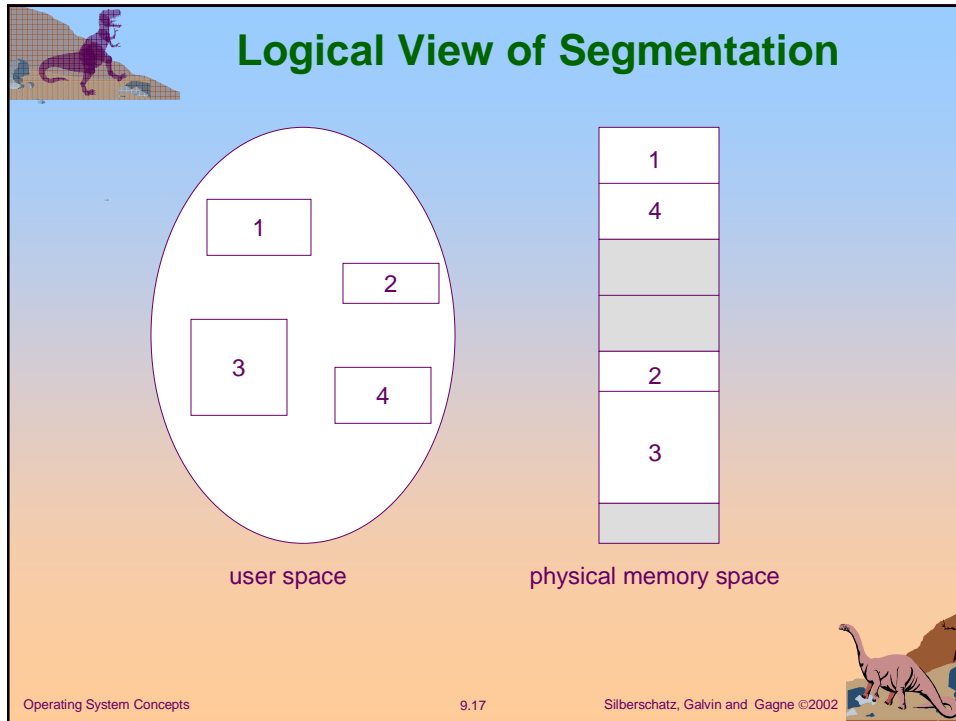 Logical View of Segmentation
1
2
3
4
user space
1
4
2
3
physical memory space
Operating System Concepts
9.17
Silberschatz, Galvin and Gagne ©2002